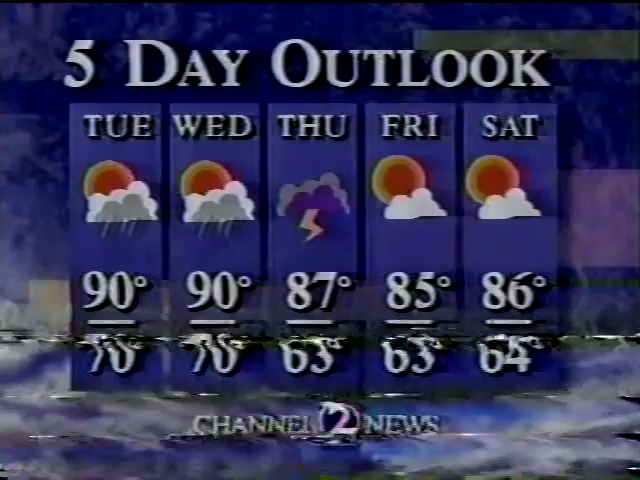 5 DAY OUTLOOK
TUE WED THU FRI SAT
90° 90° 87° 85° 86°
70° 70° 63° 63° 64°
CHANNEL 2 NEWS